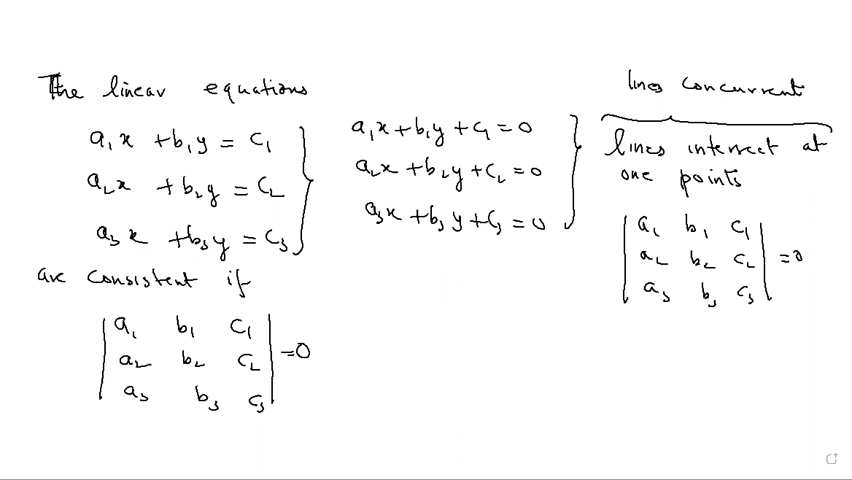 The linear equations
a₁x + b₁y = c₁
a₂x + b₂y = c₂
a₃x + b₃y = c₃
are consistent if
| a₁ b₁ c₁ |
| a₂ b₂ c₂ | = 0
| a₃ b₃ c₃ |
a₁x + b₁y + c₁ = 0
a₂x + b₂y + c₂ = 0
a₃x + b₃y + c₃ = 0
lines concurrent
lines intersect at
one points
| a₁ b₁ c₁ |
| a₂ b₂ c₂ | = 0
| a₃ b₃ c₃ |